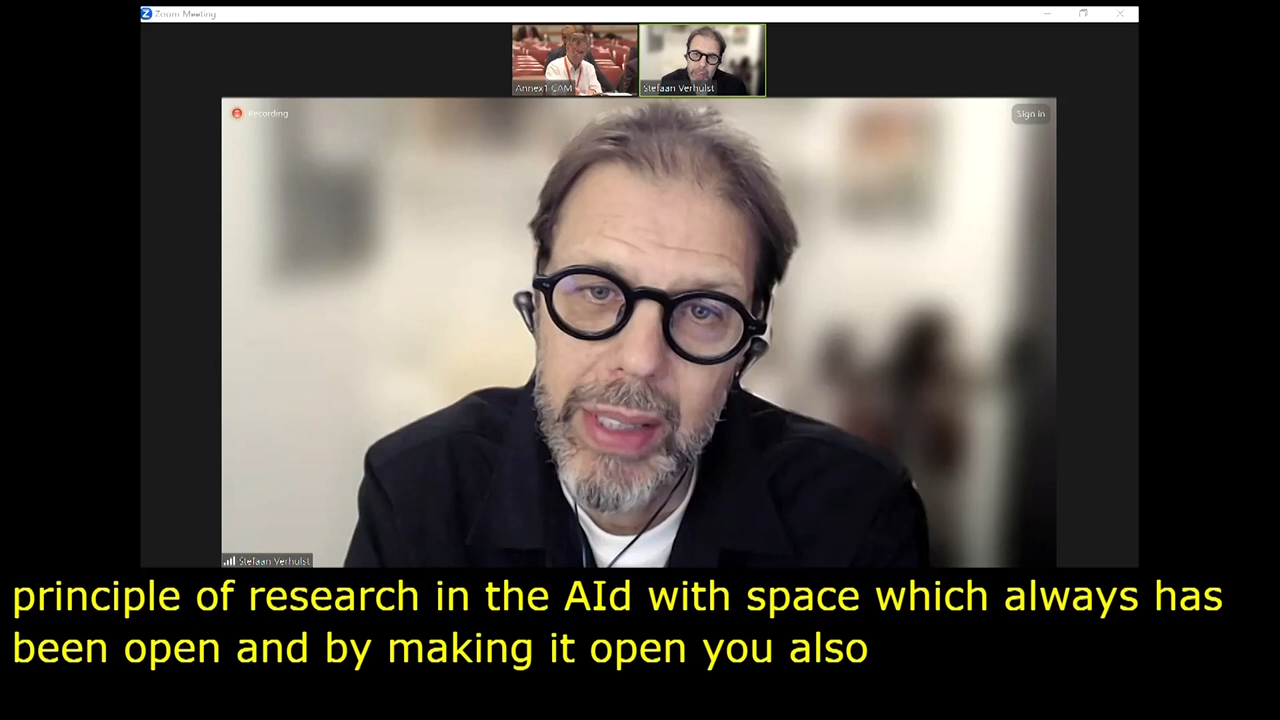 Zoom Meeting
Annex1 CAM
Stefaan Verhulst
Recording
Sign in
Stefaan Verhulst
principle of research in the AId with space which always has
been open and by making it open you also